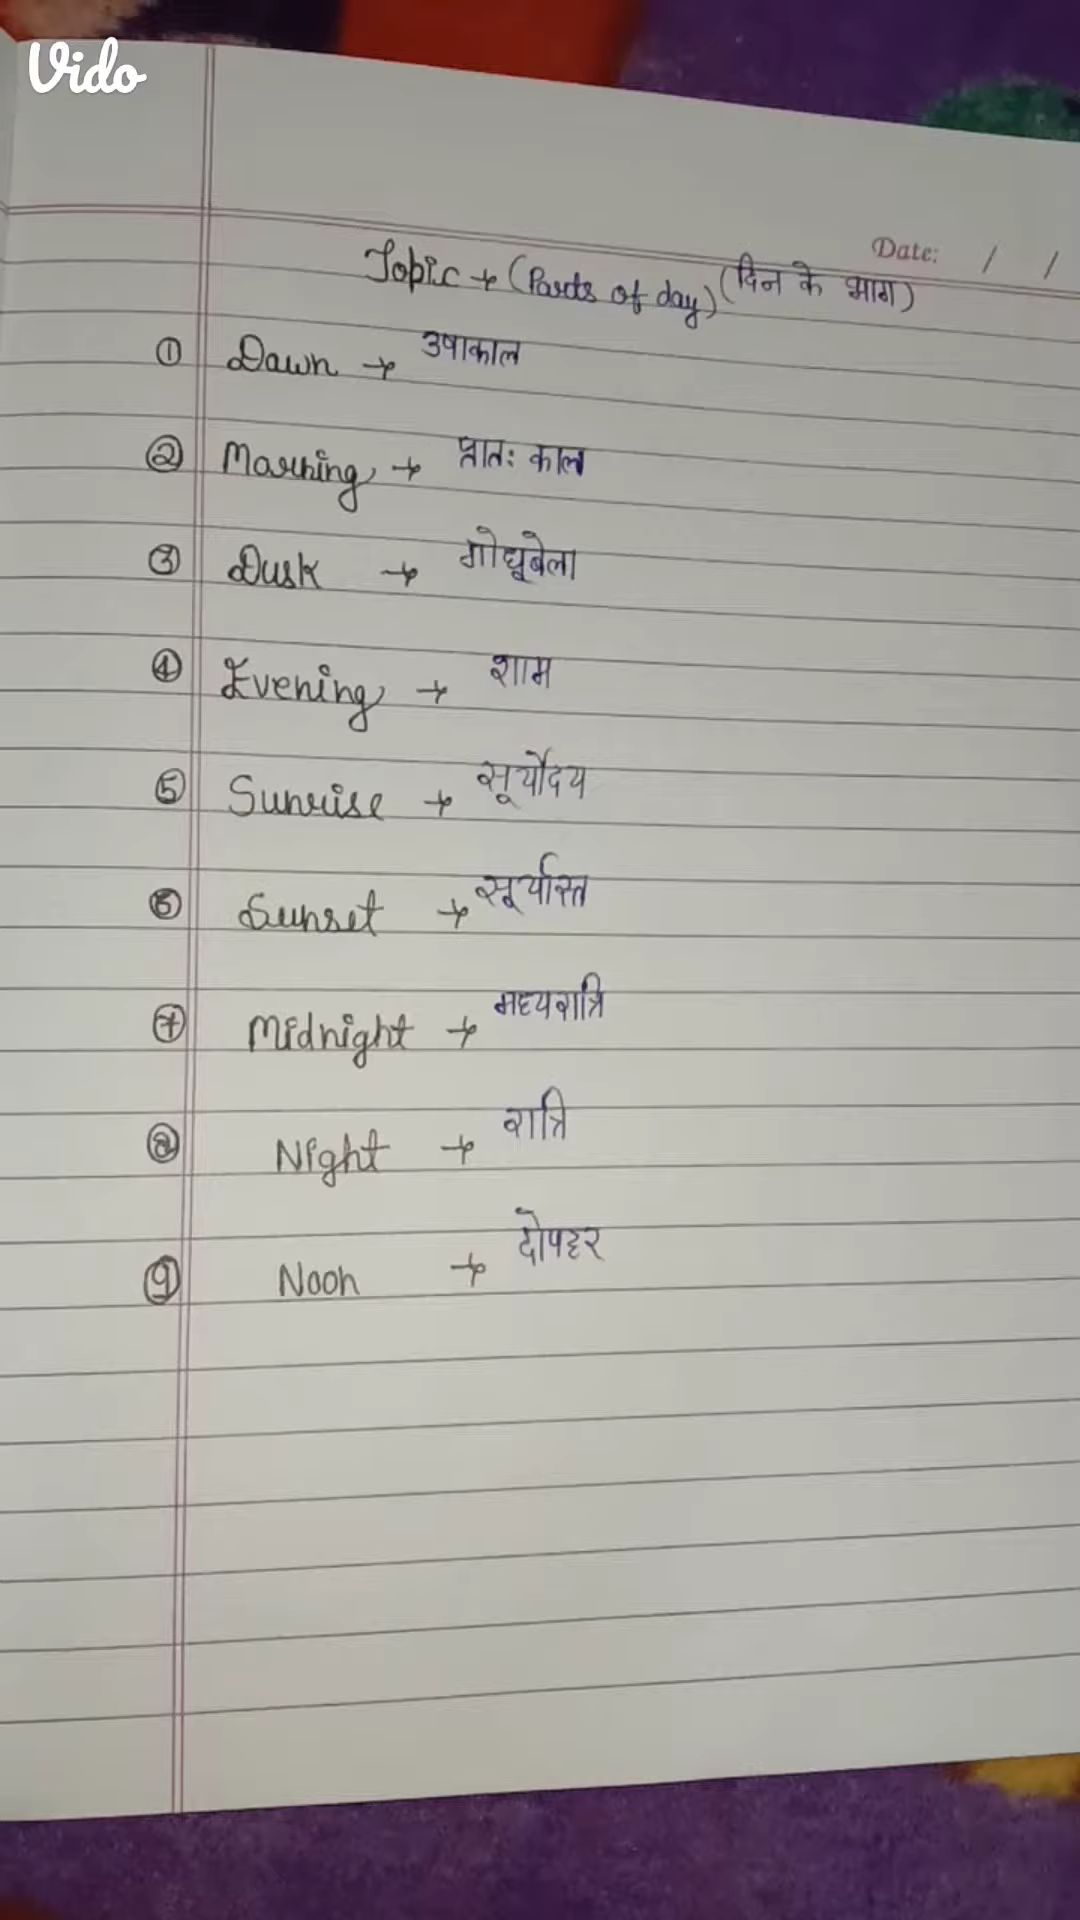 Vido
Date: / /
Topic → (Parts of day) (दिन के भाग)
① Dawn → उषाकाल
② Morning → प्रातः काल
③ Dusk → गोधूबेला
④ Evening → शाम
⑤ Sunrise → सूर्योदय
⑥ Sunset → सूर्यास्त
⑦ Midnight → मध्यरात्रि
⑧ Night → रात्रि
⑨ Noon → दोपहर